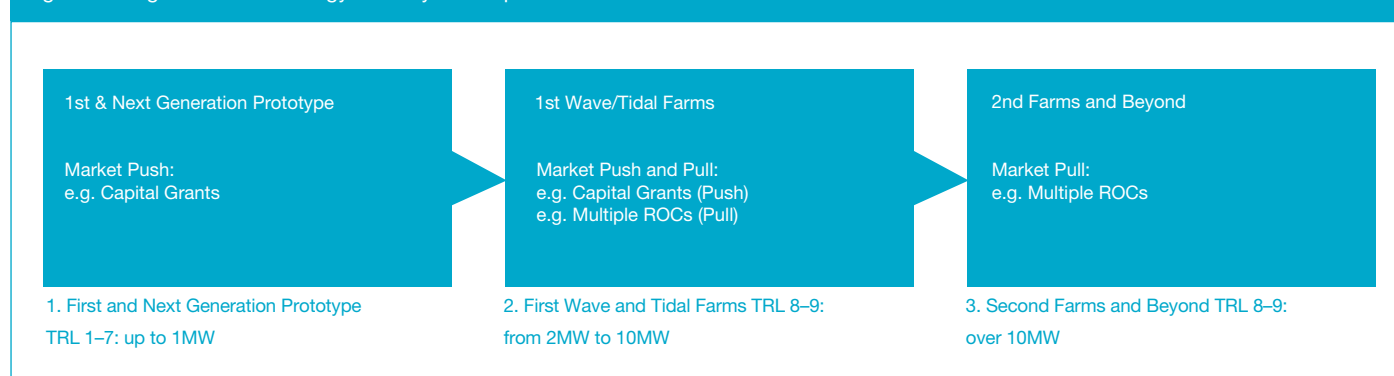 1st & Next Generation Prototype
Market Push:
e.g. Capital Grants
1st Wave/Tidal Farms
Market Push and Pull:
e.g. Capital Grants (Push)
e.g. Multiple ROCs (Pull)
2nd Farms and Beyond
Market Pull:
e.g. Multiple ROCs
1. First and Next Generation Prototype
TRL 1–7: up to 1MW
2. First Wave and Tidal Farms TRL 8–9:
from 2MW to 10MW
3. Second Farms and Beyond TRL 8–9:
over 10MW